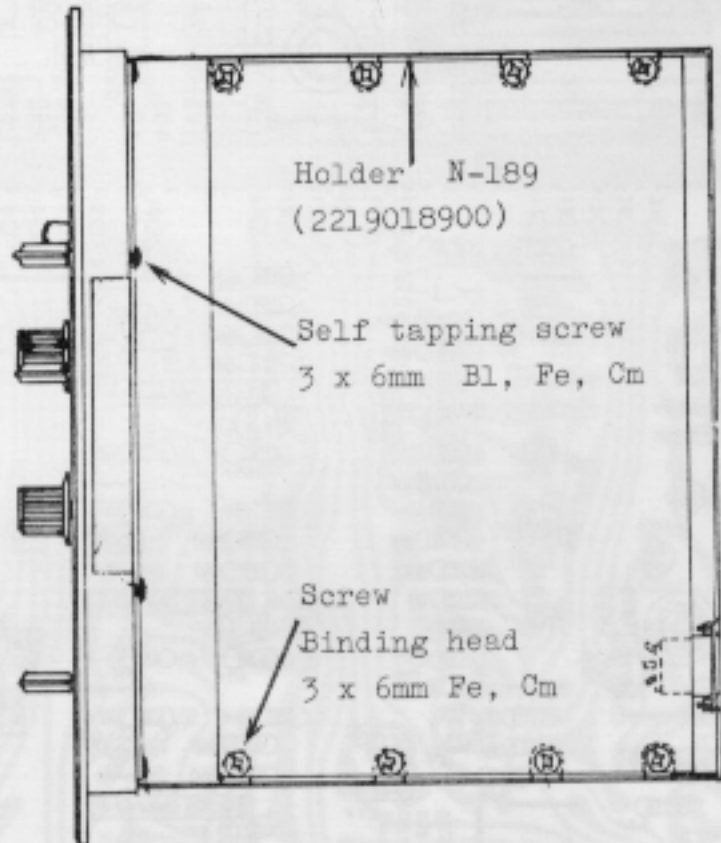 Holder N-189
(2219018900)
Self tapping screw
3 x 6mm Bl, Fe, Cm
Screw
Binding head
3 x 6mm Fe, Cm